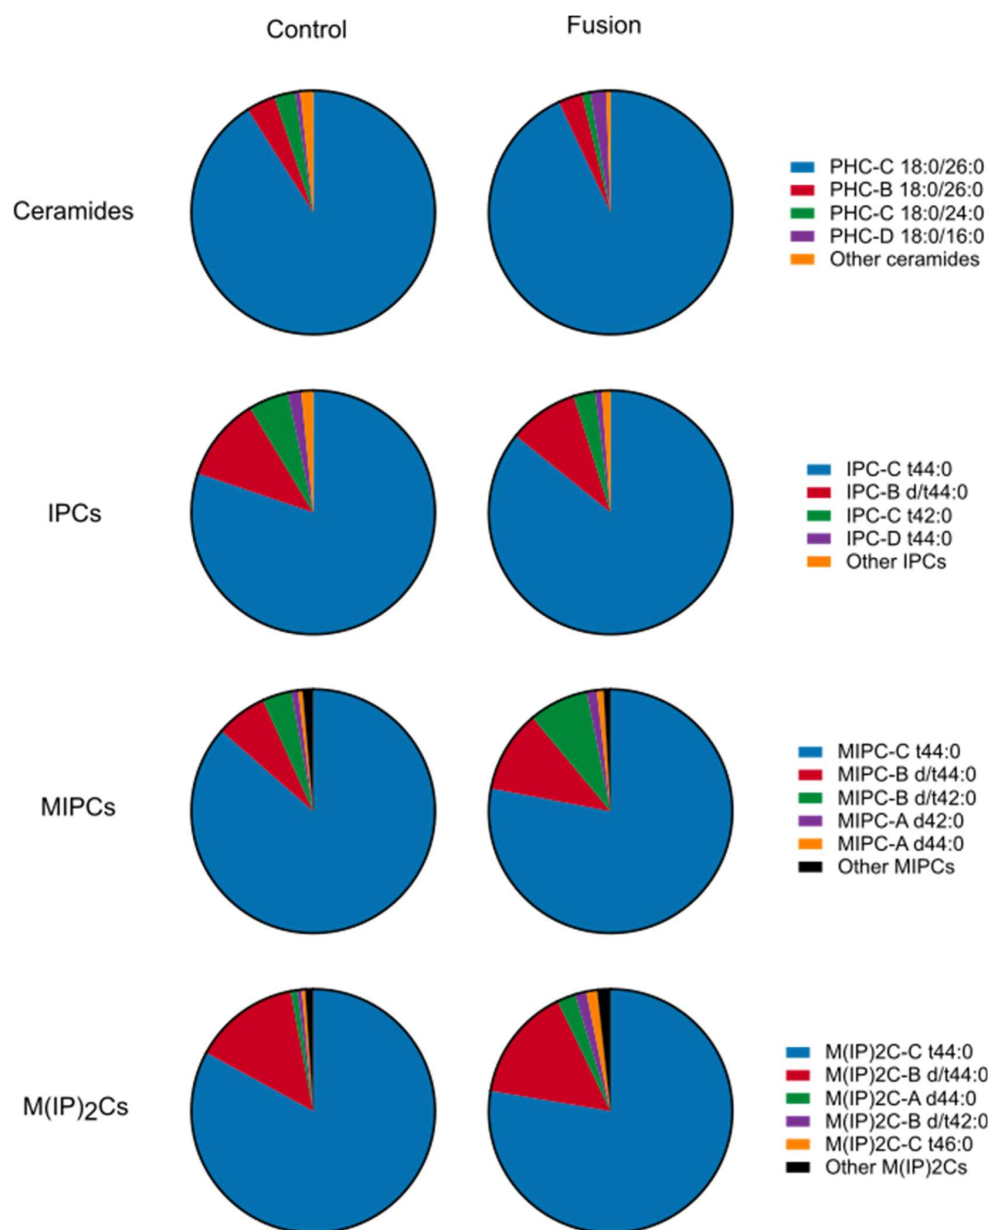 Control
Fusion
Ceramides
PHC-C 18:0/26:0
PHC-B 18:0/26:0
PHC-C 18:0/24:0
PHC-D 18:0/16:0
Other ceramides
IPCs
IPC-C t44:0
IPC-B d/t44:0
IPC-C t42:0
IPC-D t44:0
Other IPCs
MIPCs
MIPC-C t44:0
MIPC-B d/t44:0
MIPC-B d/t42:0
MIPC-A d42:0
MIPC-A d44:0
Other MIPCs
M(IP)2Cs
M(IP)2C-C t44:0
M(IP)2C-B d/t44:0
M(IP)2C-A d44:0
M(IP)2C-B d/t42:0
M(IP)2C-C t46:0
Other M(IP)2Cs